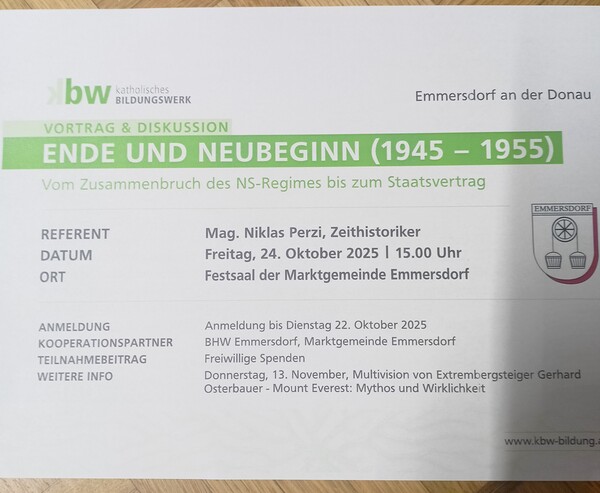 kbw katholisches
BILDUNGSWERK
Emmersdorf an der Donau
VORTRAG & DISKUSSION
ENDE UND NEUBEGINN (1945 – 1955)
Vom Zusammenbruch des NS-Regimes bis zum Staatsvertrag
EMMERSDORF
REFERENT Mag. Niklas Perzi, Zeithistoriker
DATUM Freitag, 24. Oktober 2025 | 15.00 Uhr
ORT Festsaal der Marktgemeinde Emmersdorf
ANMELDUNG Anmeldung bis Dienstag 22. Oktober 2025
KOOPERATIONSPARTNER BHW Emmersdorf, Marktgemeinde Emmersdorf
TEILNAHMEBEITRAG Freiwillige Spenden
WEITERE INFO Donnerstag, 13. November, Multivision von Extrembergsteiger Gerhard
Osterbauer - Mount Everest: Mythos und Wirklichkeit
www.kbw-bildung.a